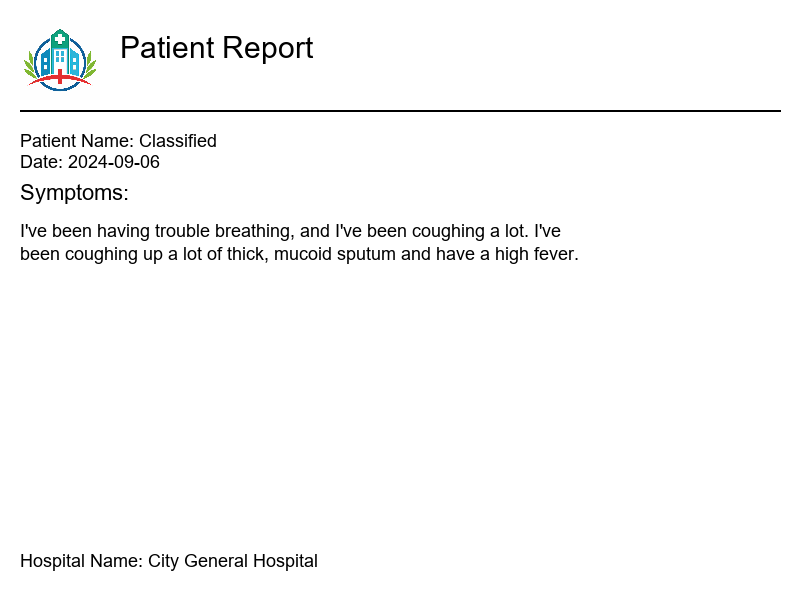 Patient Report
Patient Name: Classified
Date: 2024-09-06
Symptoms:
I've been having trouble breathing, and I've been coughing a lot. I've
been coughing up a lot of thick, mucoid sputum and have a high fever.
Hospital Name: City General Hospital